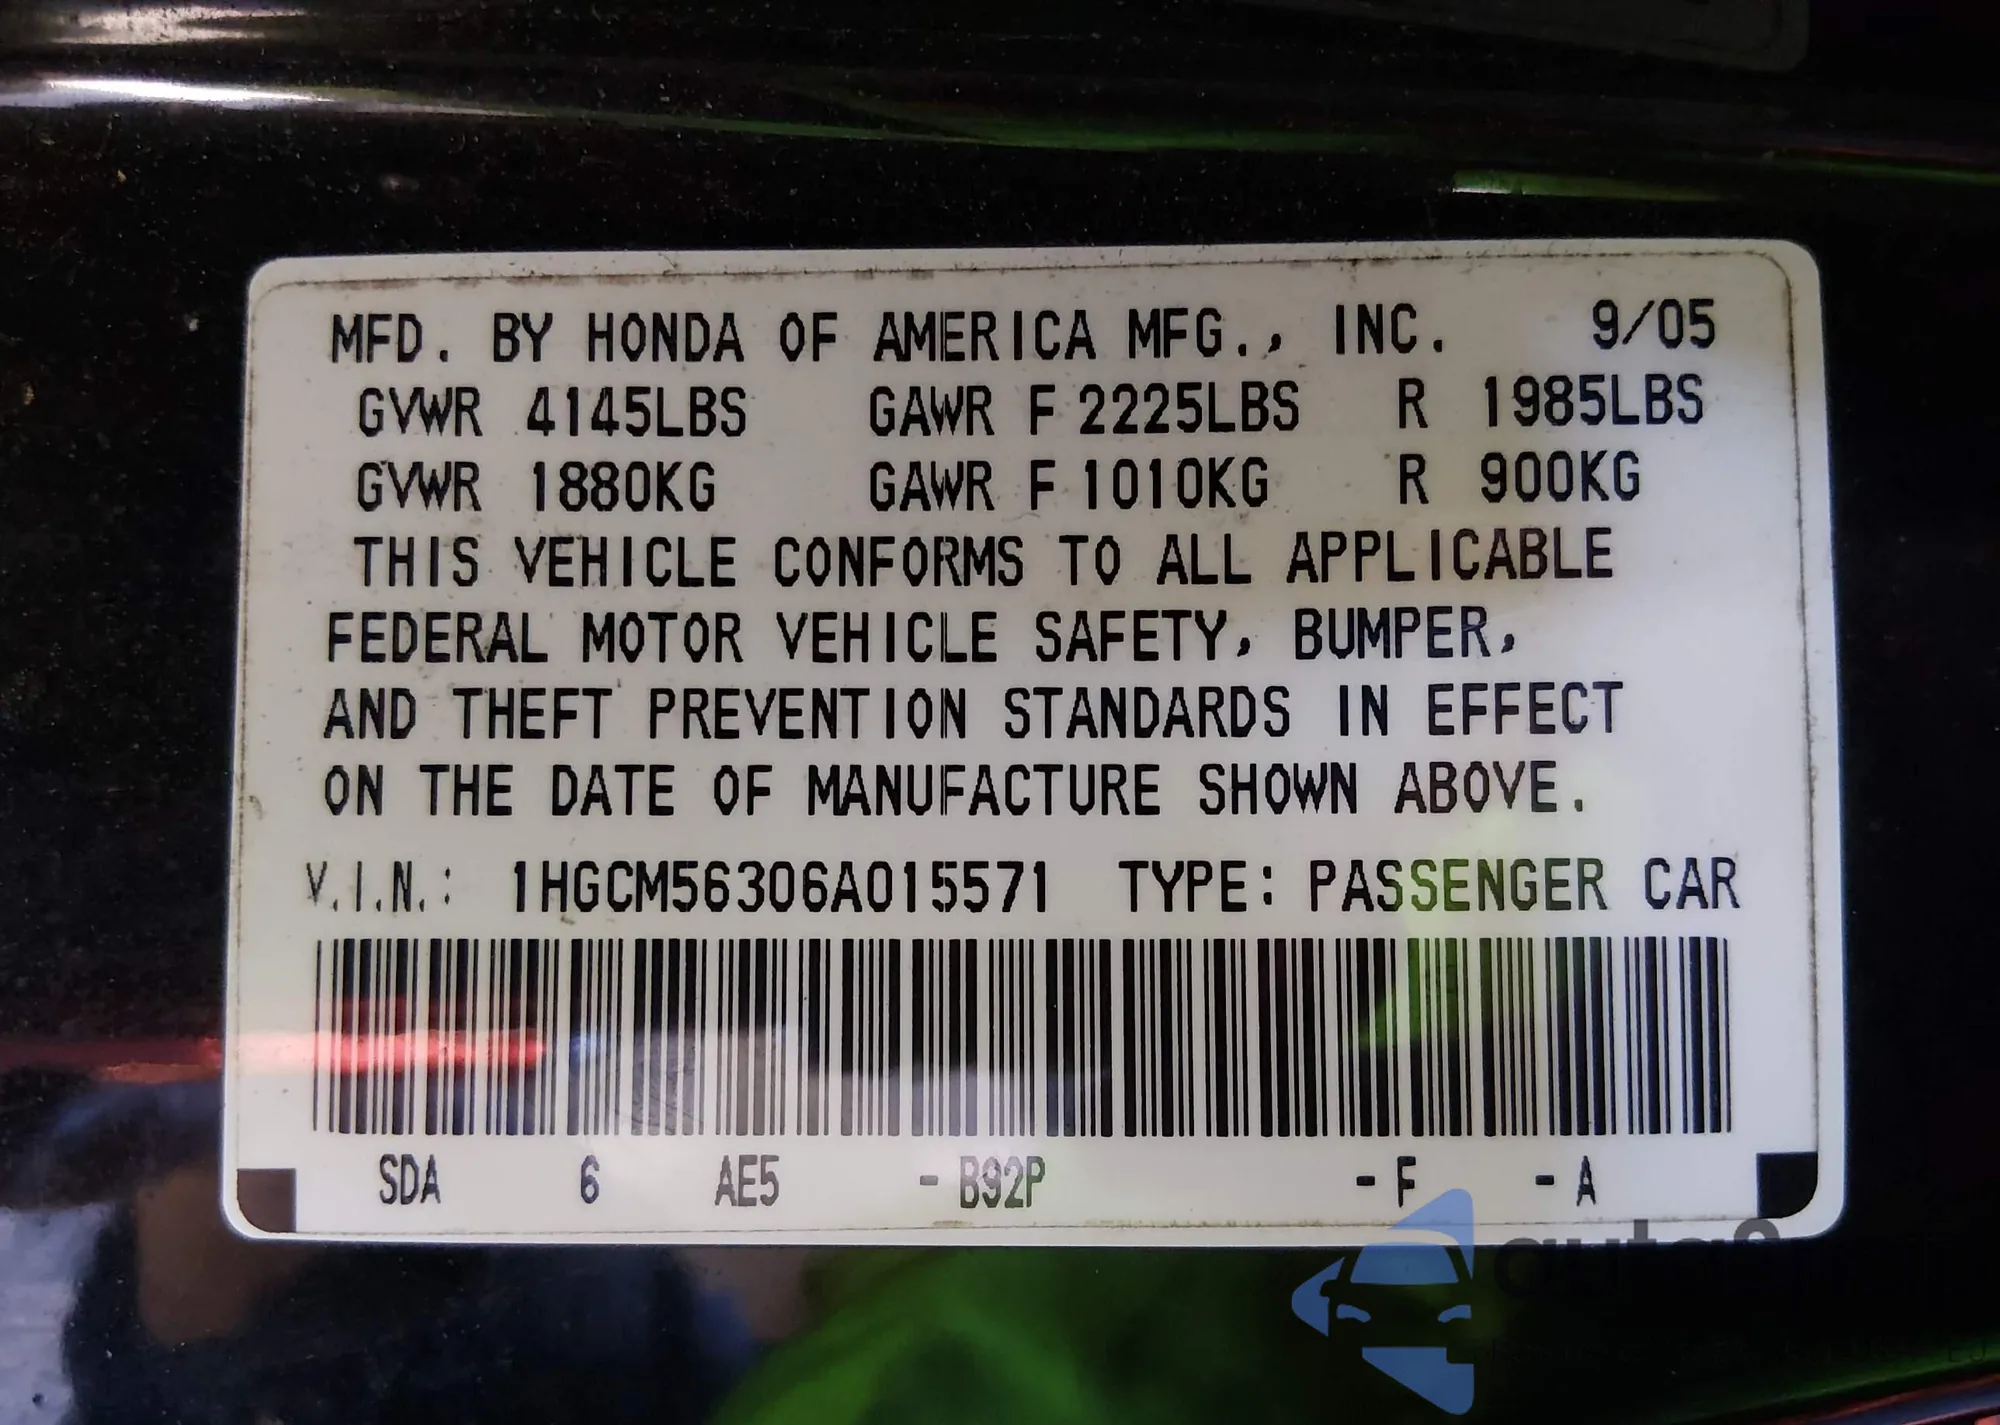 MFD. BY HONDA OF AMERICA MFG., INC. 9/05
GVWR 4145LBS GAWR F 2225LBS R 1985LBS
GVWR 1880KG GAWR F 1010KG R 900KG
THIS VEHICLE CONFORMS TO ALL APPLICABLE
FEDERAL MOTOR VEHICLE SAFETY, BUMPER,
AND THEFT PREVENTION STANDARDS IN EFFECT
ON THE DATE OF MANUFACTURE SHOWN ABOVE.
V.I.N.: 1HGCM56306A015571 TYPE: PASSENGER CAR
SDA 6 AE5 - B92P - F - A